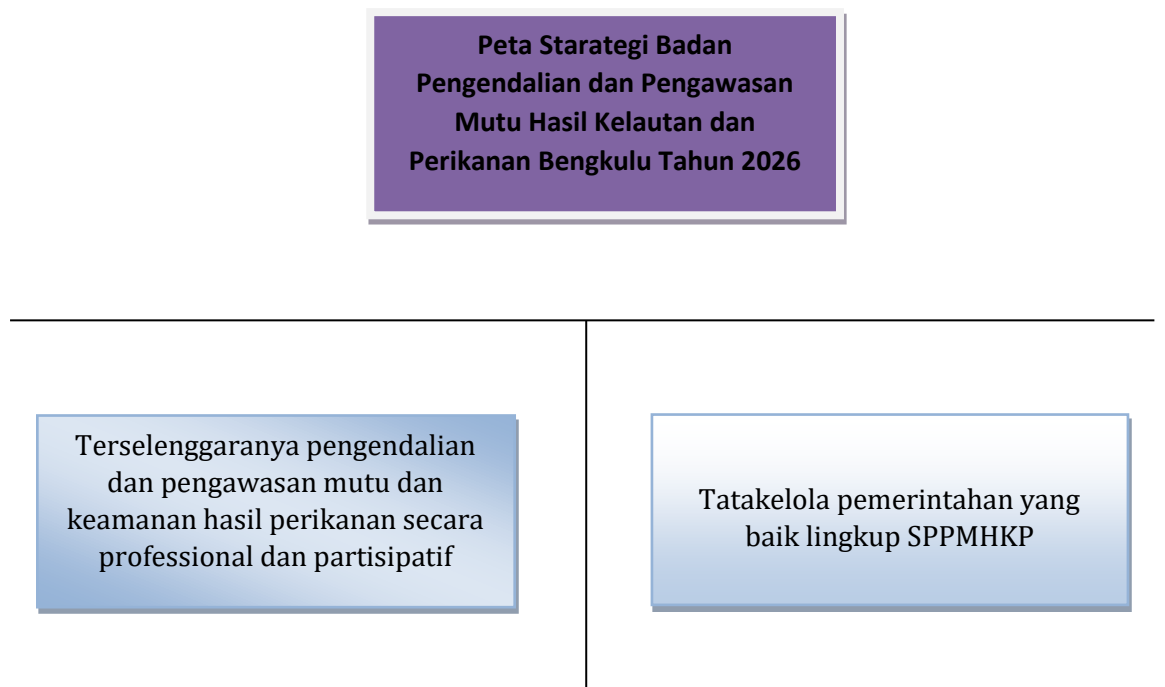 Peta Starategi Badan
Pengendalian dan Pengawasan
Mutu Hasil Kelautan dan
Perikanan Bengkulu Tahun 2026
Terselenggaranya pengendalian
dan pengawasan mutu dan
keamanan hasil perikanan secara
professional dan partisipatif
Tatakelola pemerintahan yang
baik lingkup SPPMHKP